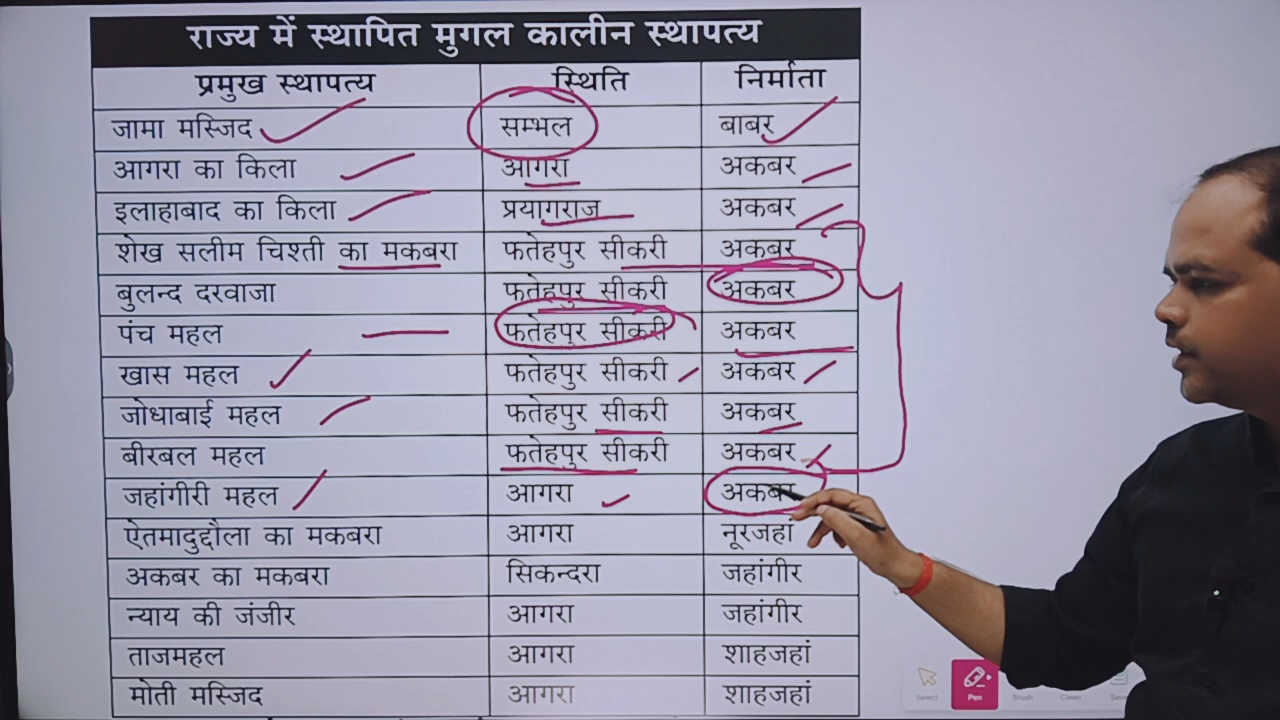 राज्य में स्थापित मुगल कालीन स्थापत्य
प्रमुख स्थापत्य स्थिति निर्माता
जामा मस्जिद सम्भल बाबर
आगरा का किला आगरा अकबर
इलाहाबाद का किला प्रयागराज अकबर
शेख सलीम चिश्ती का मकबरा फतेहपुर सीकरी अकबर
बुलन्द दरवाजा फतेहपुर सीकरी अकबर
पंच महल फतेहपुर सीकरी अकबर
खास महल फतेहपुर सीकरी अकबर
जोधाबाई महल फतेहपुर सीकरी अकबर
बीरबल महल फतेहपुर सीकरी अकबर
जहांगीरी महल आगरा अकबर
ऐतमादुद्दौला का मकबरा आगरा नूरजहां
अकबर का मकबरा सिकन्दरा जहांगीर
न्याय की जंजीर आगरा जहांगीर
ताजमहल आगरा शाहजहां
मोती मस्जिद आगरा शाहजहां
Select Pen